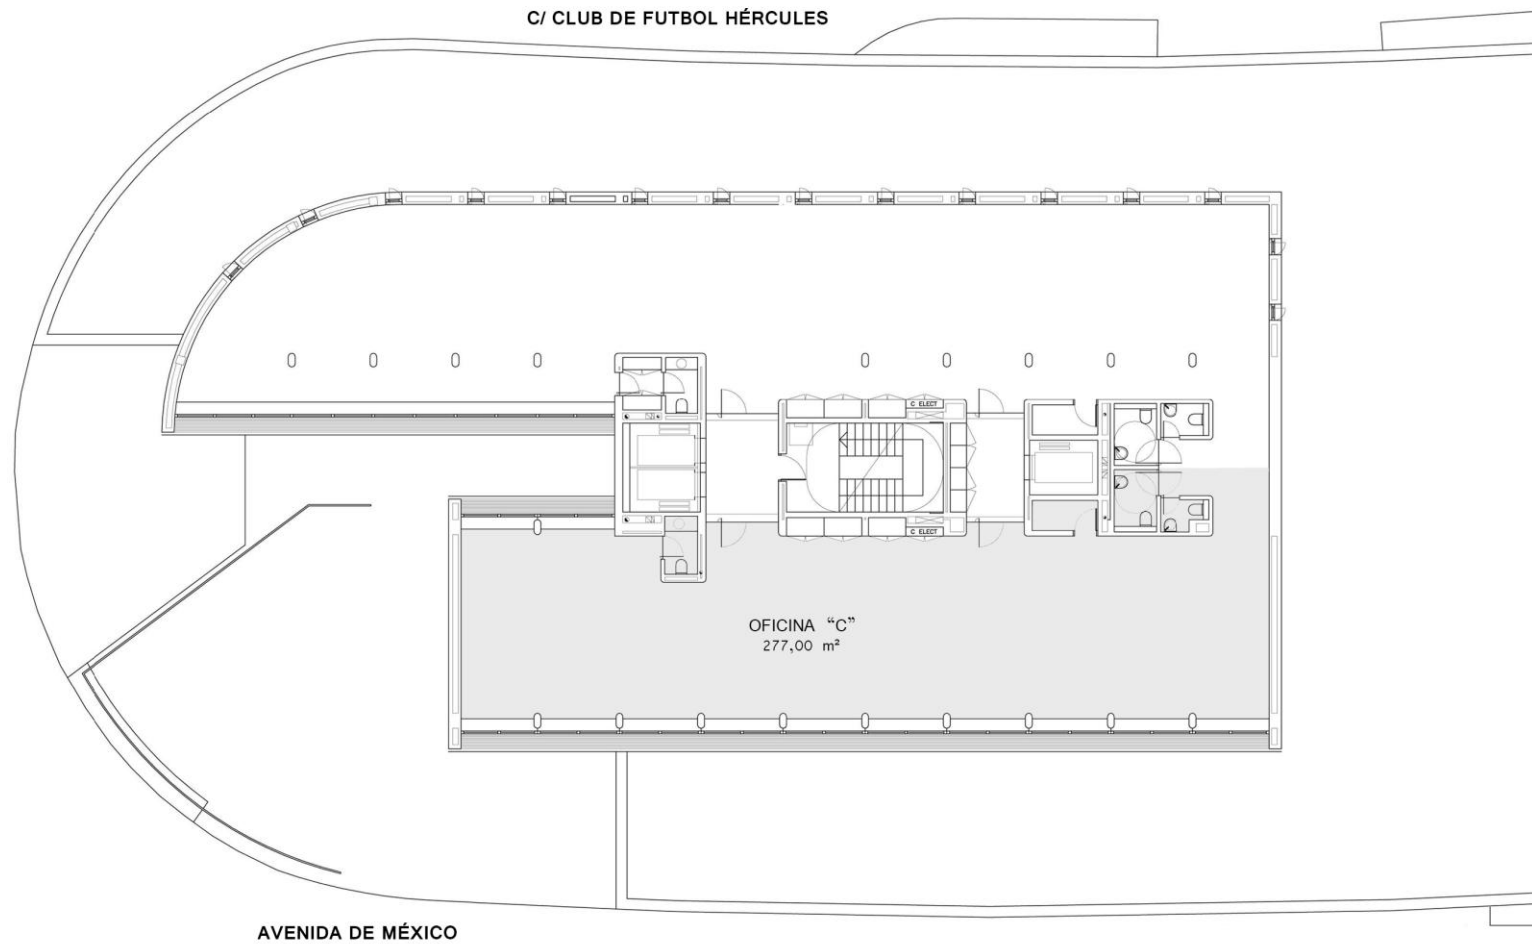 C/ CLUB DE FUTBOL HÉRCULES
C ELECT
C ELECT
OFICINA “C”
277,00 m²
AVENIDA DE MÉXICO